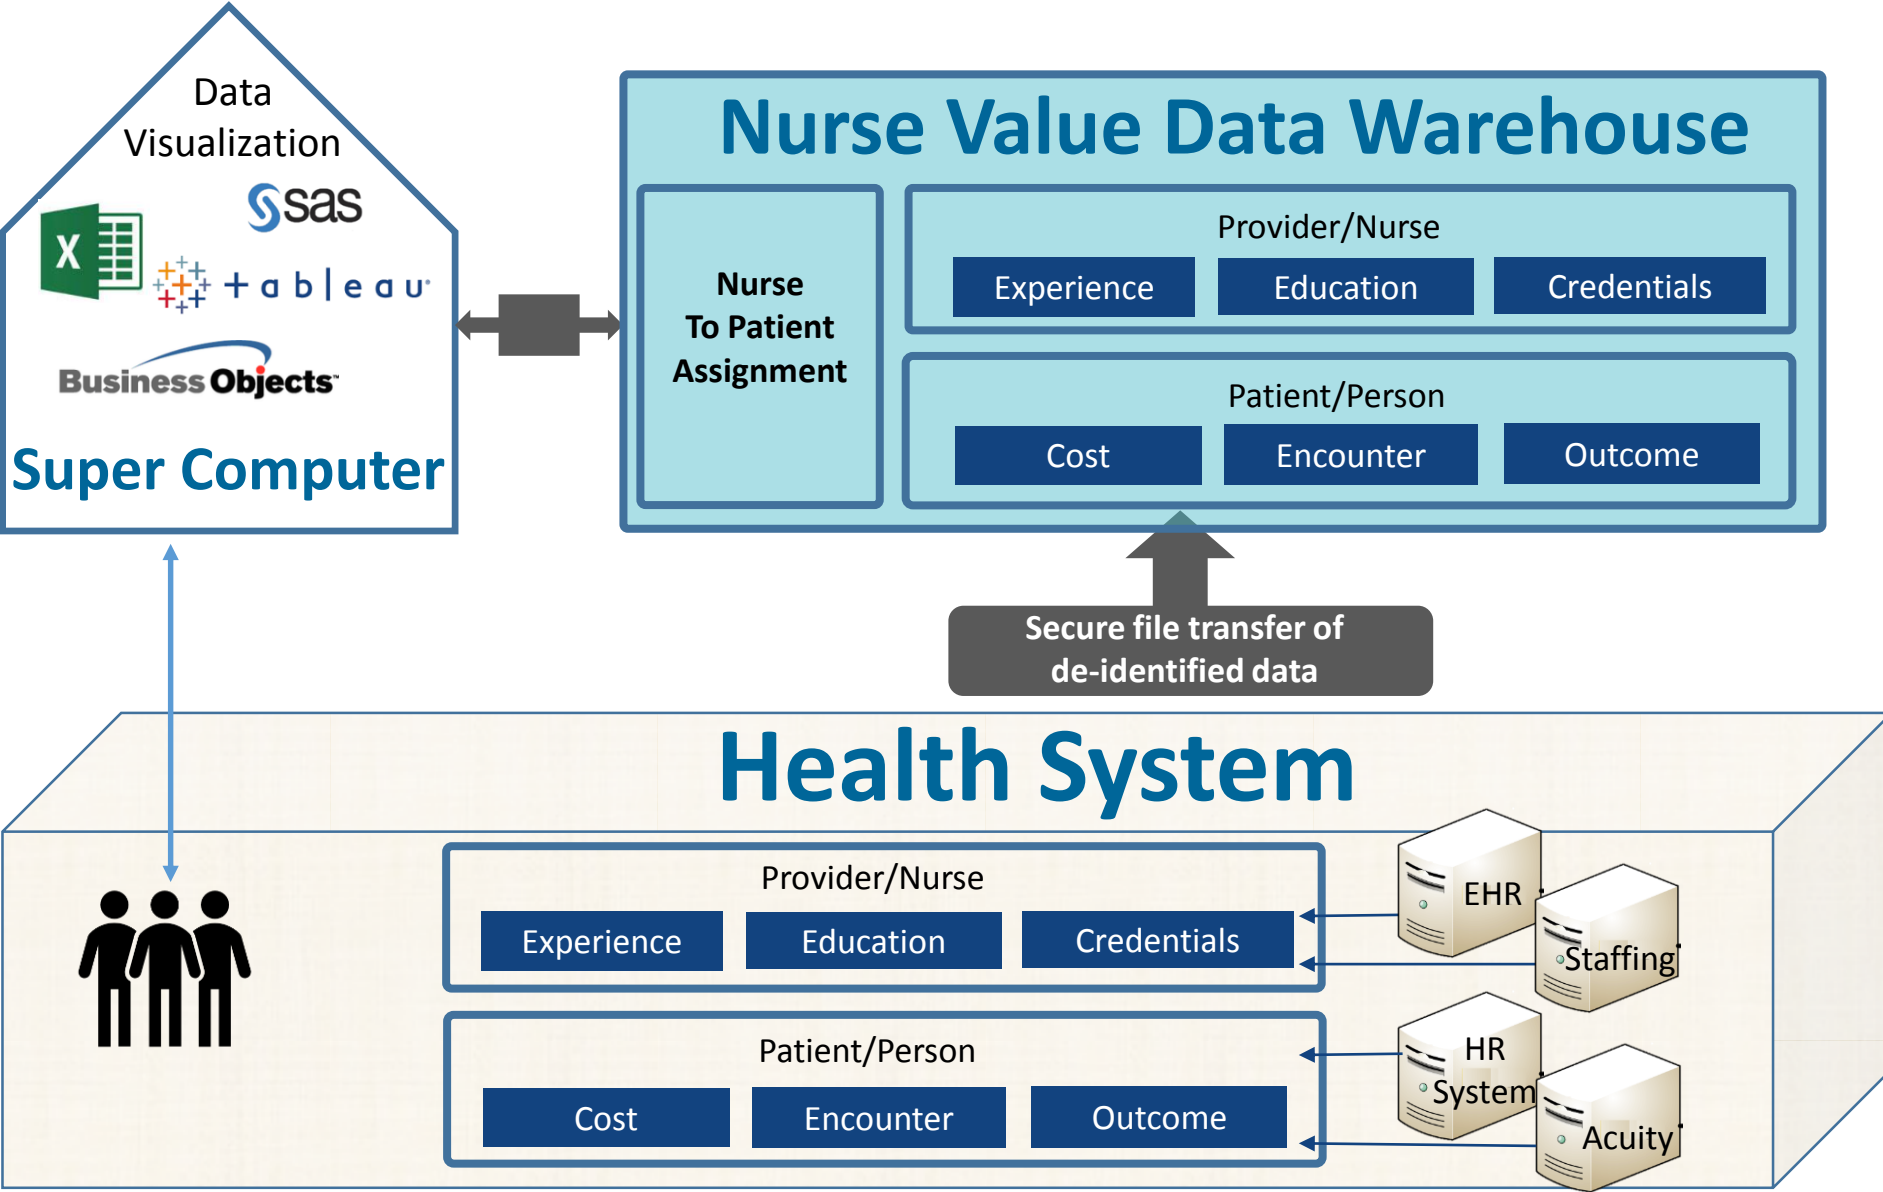 Data
Visualization
sas
X
+ a b | e a u
Business Objects™
Super Computer
Nurse Value Data Warehouse
Nurse
To Patient
Assignment
Provider/Nurse
Experience
Education
Credentials
Patient/Person
Cost
Encounter
Outcome
Secure file transfer of
de-identified data
Health System
Provider/Nurse
Experience
Education
Credentials
Patient/Person
Cost
Encounter
Outcome
EHR
Staffing
HR
System
Acuity